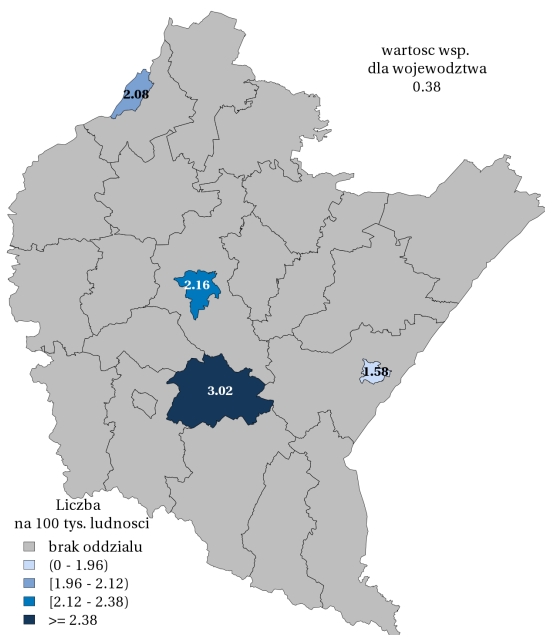 wartosc wsp.
dla wojewodztwa
0.38
2.08
2.16
1.58
3.02
Liczba
na 100 tys. ludnosci
brak oddzialu
(0 - 1.96)
[1.96 - 2.12)
[2.12 - 2.38)
>= 2.38